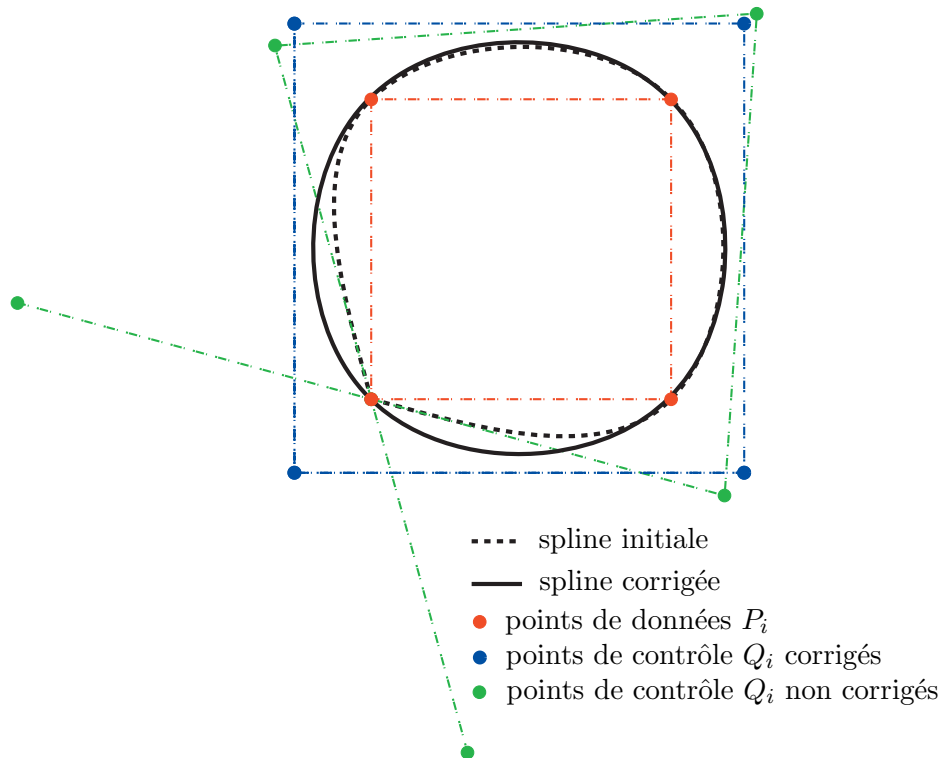 spline initiale
spline corrigée
points de données $P_i$
points de contrôle $Q_i$ corrigés
points de contrôle $Q_i$ non corrigés